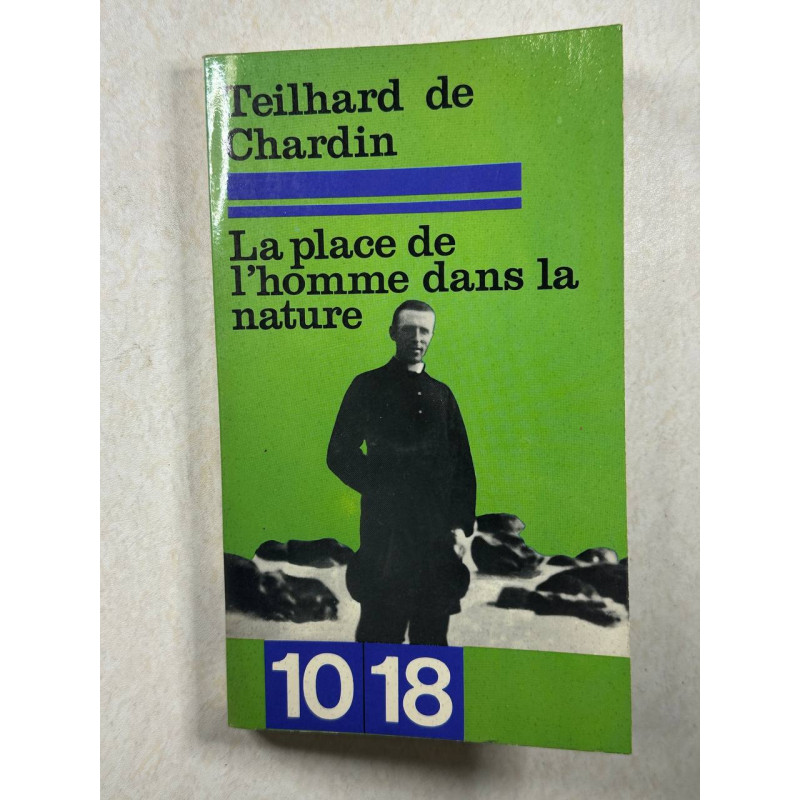 Teilhard de
Chardin
La place de
l'homme dans la
nature
10 18